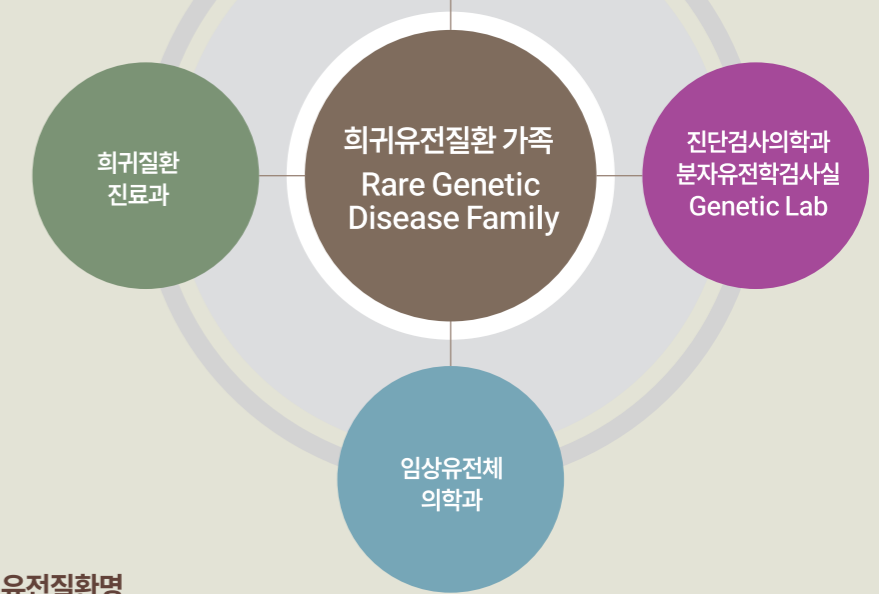 희귀질환
진료과
희귀유전질환 가족
Rare Genetic
Disease Family
진단검사의학과
분자유전학검사실
Genetic Lab
임상유전체
의학과
유전질환명